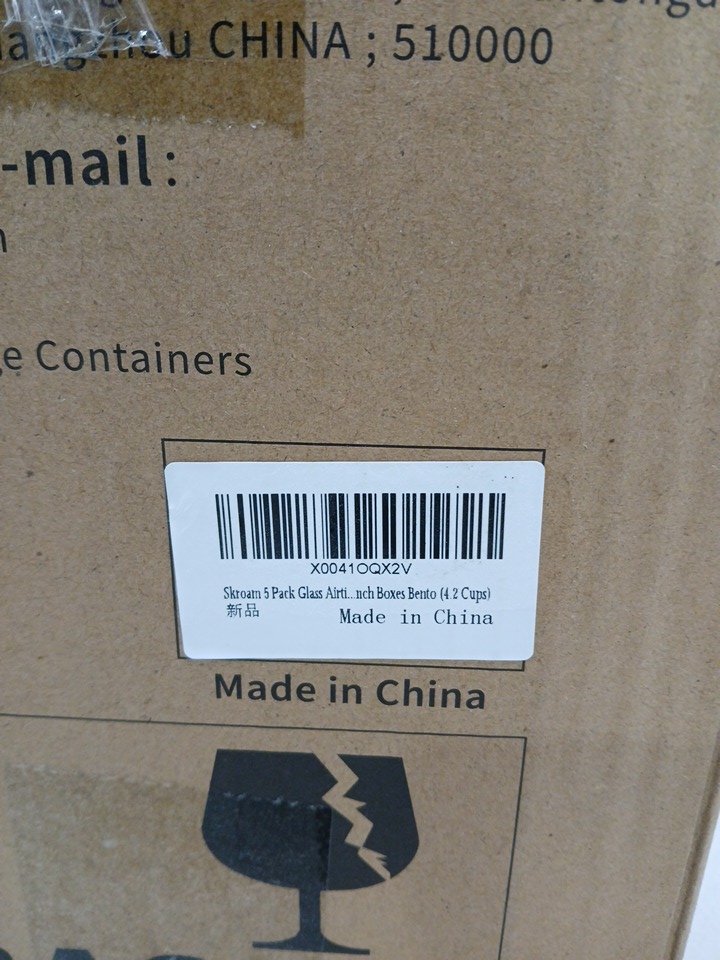 CHINA ; 510000
-mail :
Containers
X0041OQX2V
Skroam 5 Pack Glass Airti...nch Boxes Bento (4.2 Cups)
新品
Made in China
Made in China